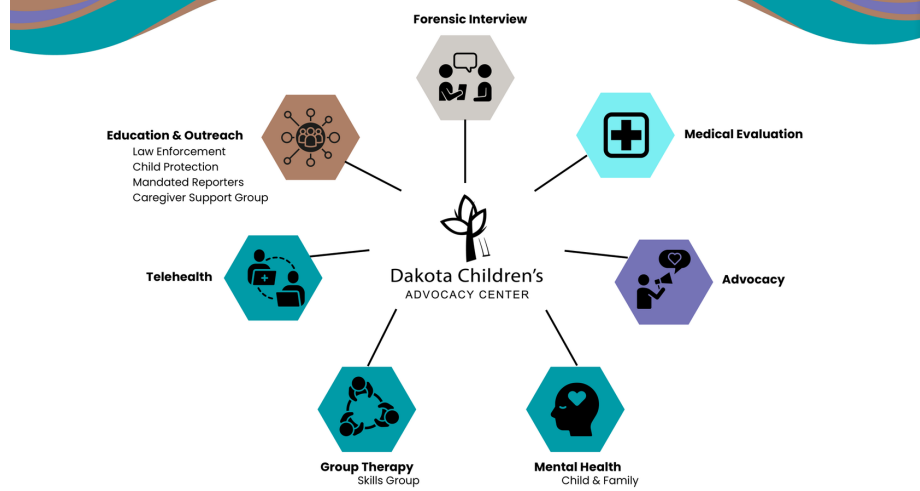 Forensic Interview
Education & Outreach
Law Enforcement
Child Protection
Mandated Reporters
Caregiver Support Group
Medical Evaluation
Telehealth
Dakota Children's
ADVOCACY CENTER
Advocacy
Group Therapy
Skills Group
Mental Health
Child & Family